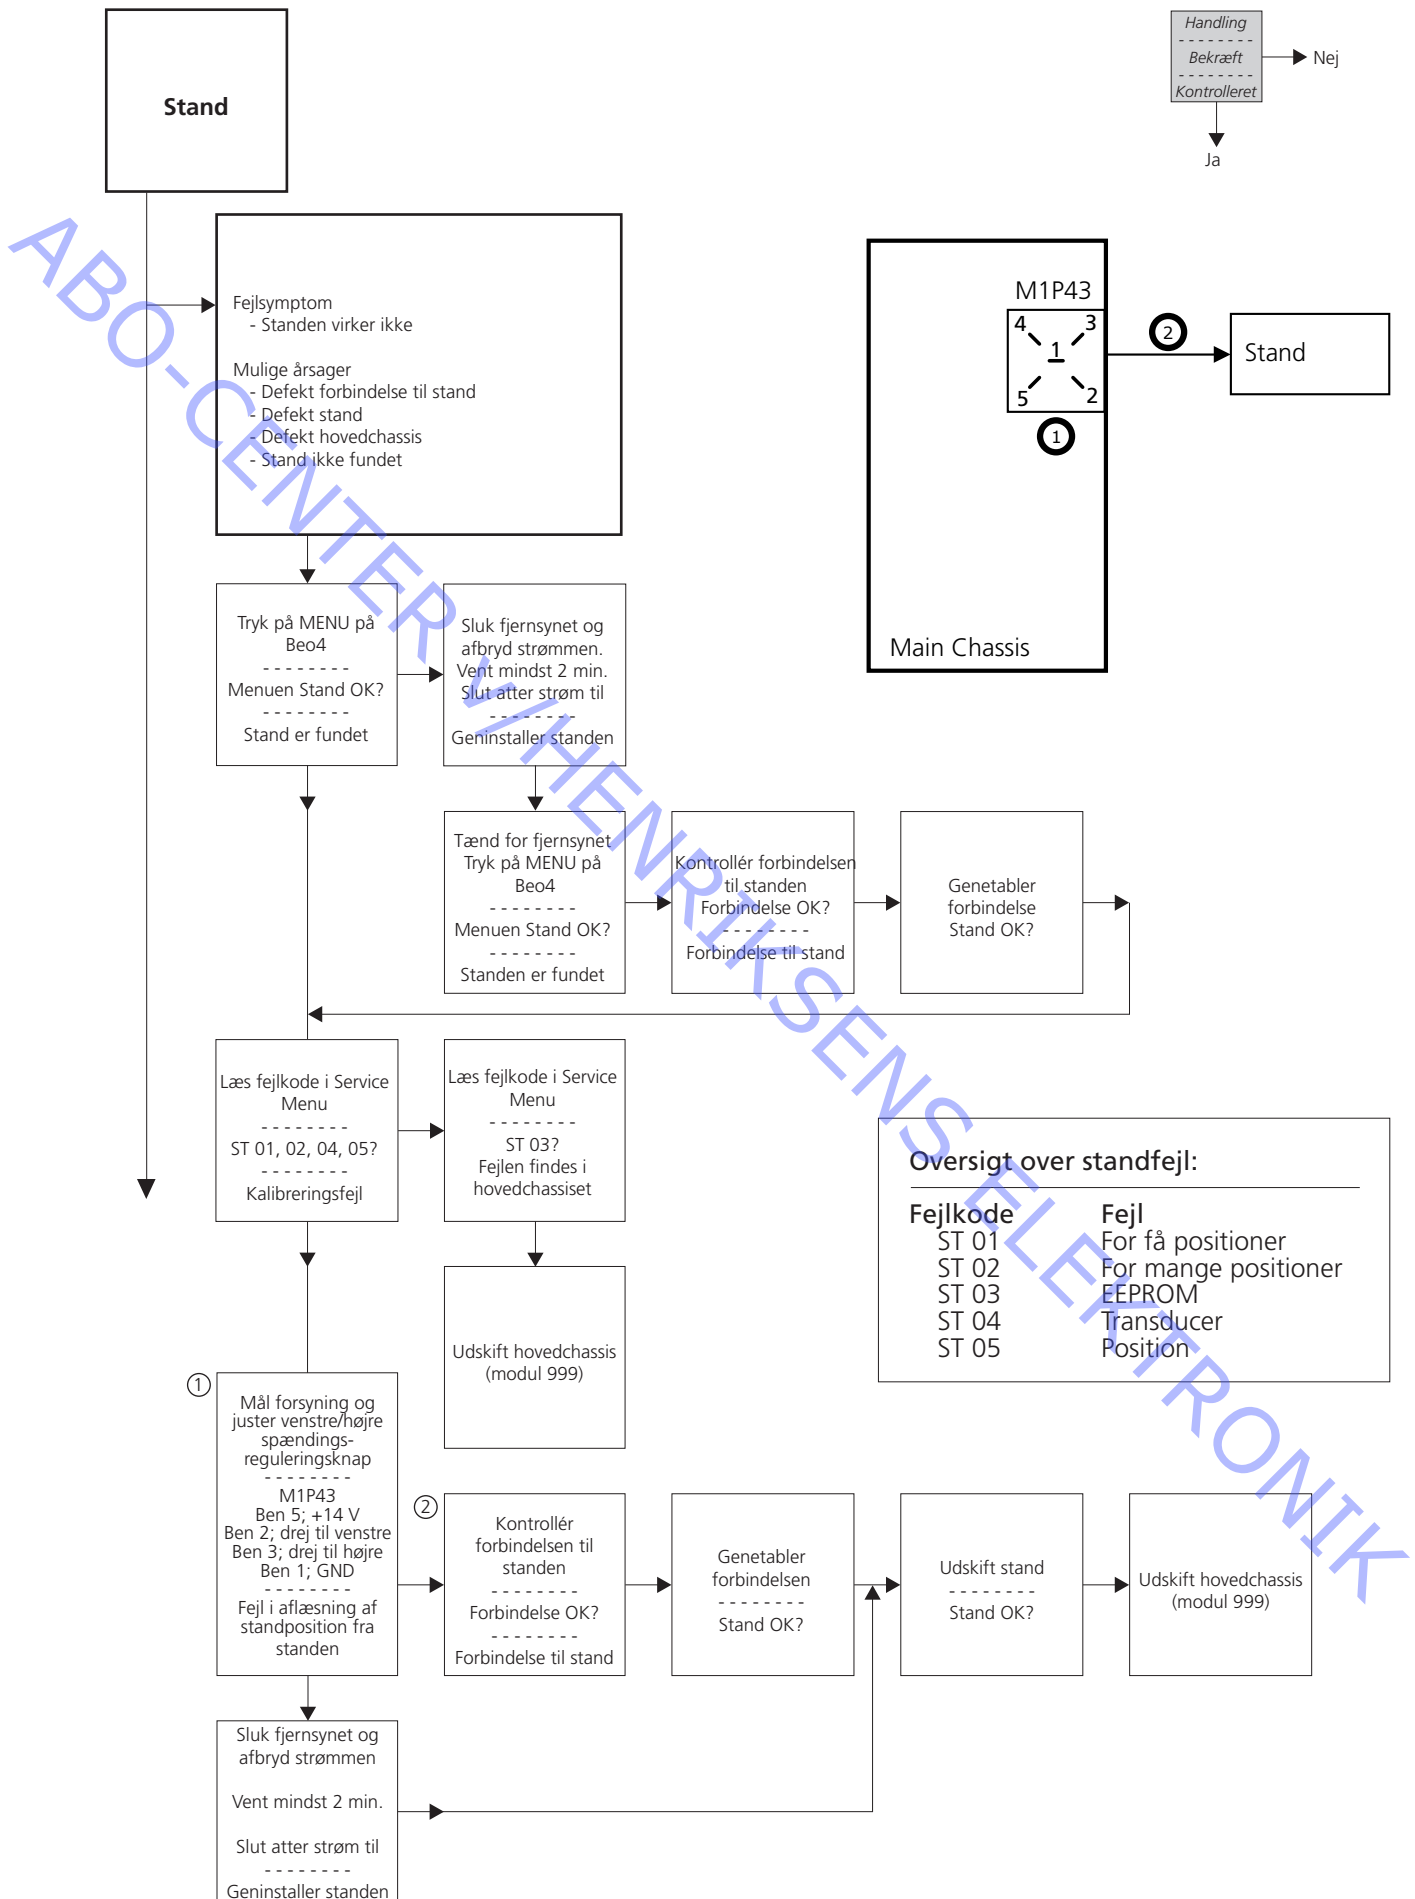 Stand
Handling
- - - - - - - -
Bekræft
- - - - - - - -
Kontrolleret
Nej
Ja
Fejlsymptom
- Standen virker ikke
Mulige årsager
- Defekt forbindelse til stand
- Defekt stand
- Defekt hovedchassis
- Stand ikke fundet
M1P43
4
3
1
5
2
1
2
Stand
Main Chassis
Tryk på MENU på
Beo4
- - - - - - - -
Menuen Stand OK?
- - - - - - - -
Stand er fundet
Sluk fjernsynet og
afbryd strømmen.
Vent mindst 2 min.
Slut atter strøm til
- - - - - - - -
Geninstaller standen
Tænd for fjernsynet
Tryk på MENU på
Beo4
- - - - - - - -
Menuen Stand OK?
- - - - - - - -
Standen er fundet
Kontrollér forbindelsen
til standen
Forbindelse OK?
- - - - - - - -
Forbindelse til stand
Genetabler
forbindelse
Stand OK?
Læs fejlkode i Service
Menu
- - - - - - - -
ST 01, 02, 04, 05?
- - - - - - - -
Kalibreringsfejl
Læs fejlkode i Service
Menu
- - - - - - - -
ST 03?
Fejlen findes i
hovedchassiset
Udskift hovedchassis
(modul 999)
Oversigt over standfejl:
Fejlkode Fejl
ST 01 For få positioner
ST 02 For mange positioner
ST 03 EEPROM
ST 04 Transducer
ST 05 Position
1
Mål forsyning og
juster venstre/højre
spændings-
reguleringsknap
- - - - - - - -
M1P43
Ben 5; +14 V
Ben 2; drej til venstre
Ben 3; drej til højre
Ben 1; GND
- - - - - - - -
Fejl i aflæsning af
standposition fra
standen
2
Kontrollér
forbindelsen til
standen
- - - - - - - -
Forbindelse OK?
- - - - - - - -
Forbindelse til stand
Genetabler
forbindelsen
- - - - - - - -
Stand OK?
Udskift stand
- - - - - - - -
Stand OK?
Udskift hovedchassis
(modul 999)
Sluk fjernsynet og
afbryd strømmen
Vent mindst 2 min.
Slut atter strøm til
- - - - - - - -
Geninstaller standen
ABO-CENTER v/HENRIKSENS ELEKTRONIK